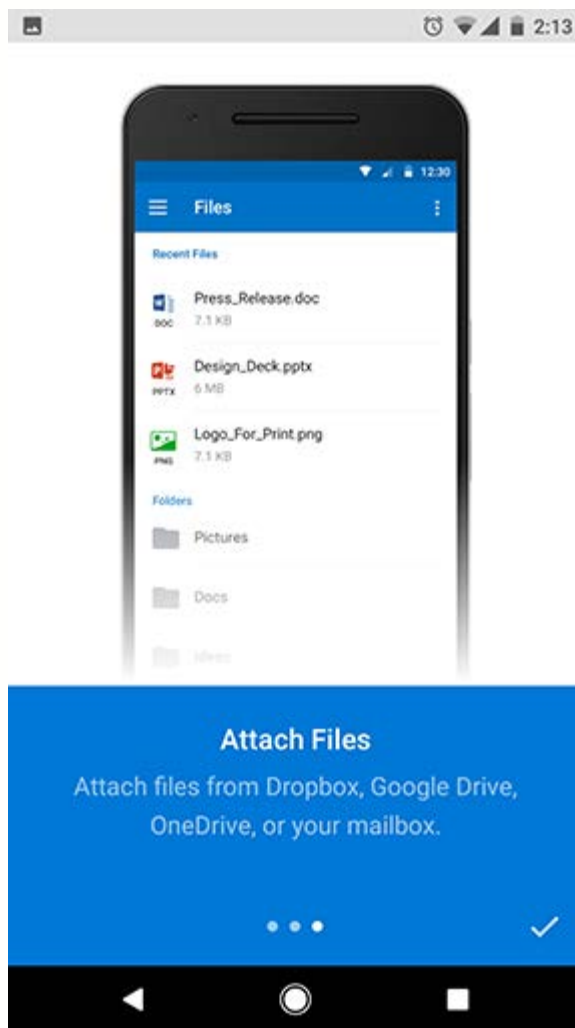 2:13
12:30
Files
Recent Files
Press_Release.doc
DOC
7.1 KB
Design_Deck.pptx
PPTX
6 MB
Logo_For_Print.png
PNG
7.1 KB
Folders
Pictures
Docs
Ideas
Attach Files
Attach files from Dropbox, Google Drive,
OneDrive, or your mailbox.